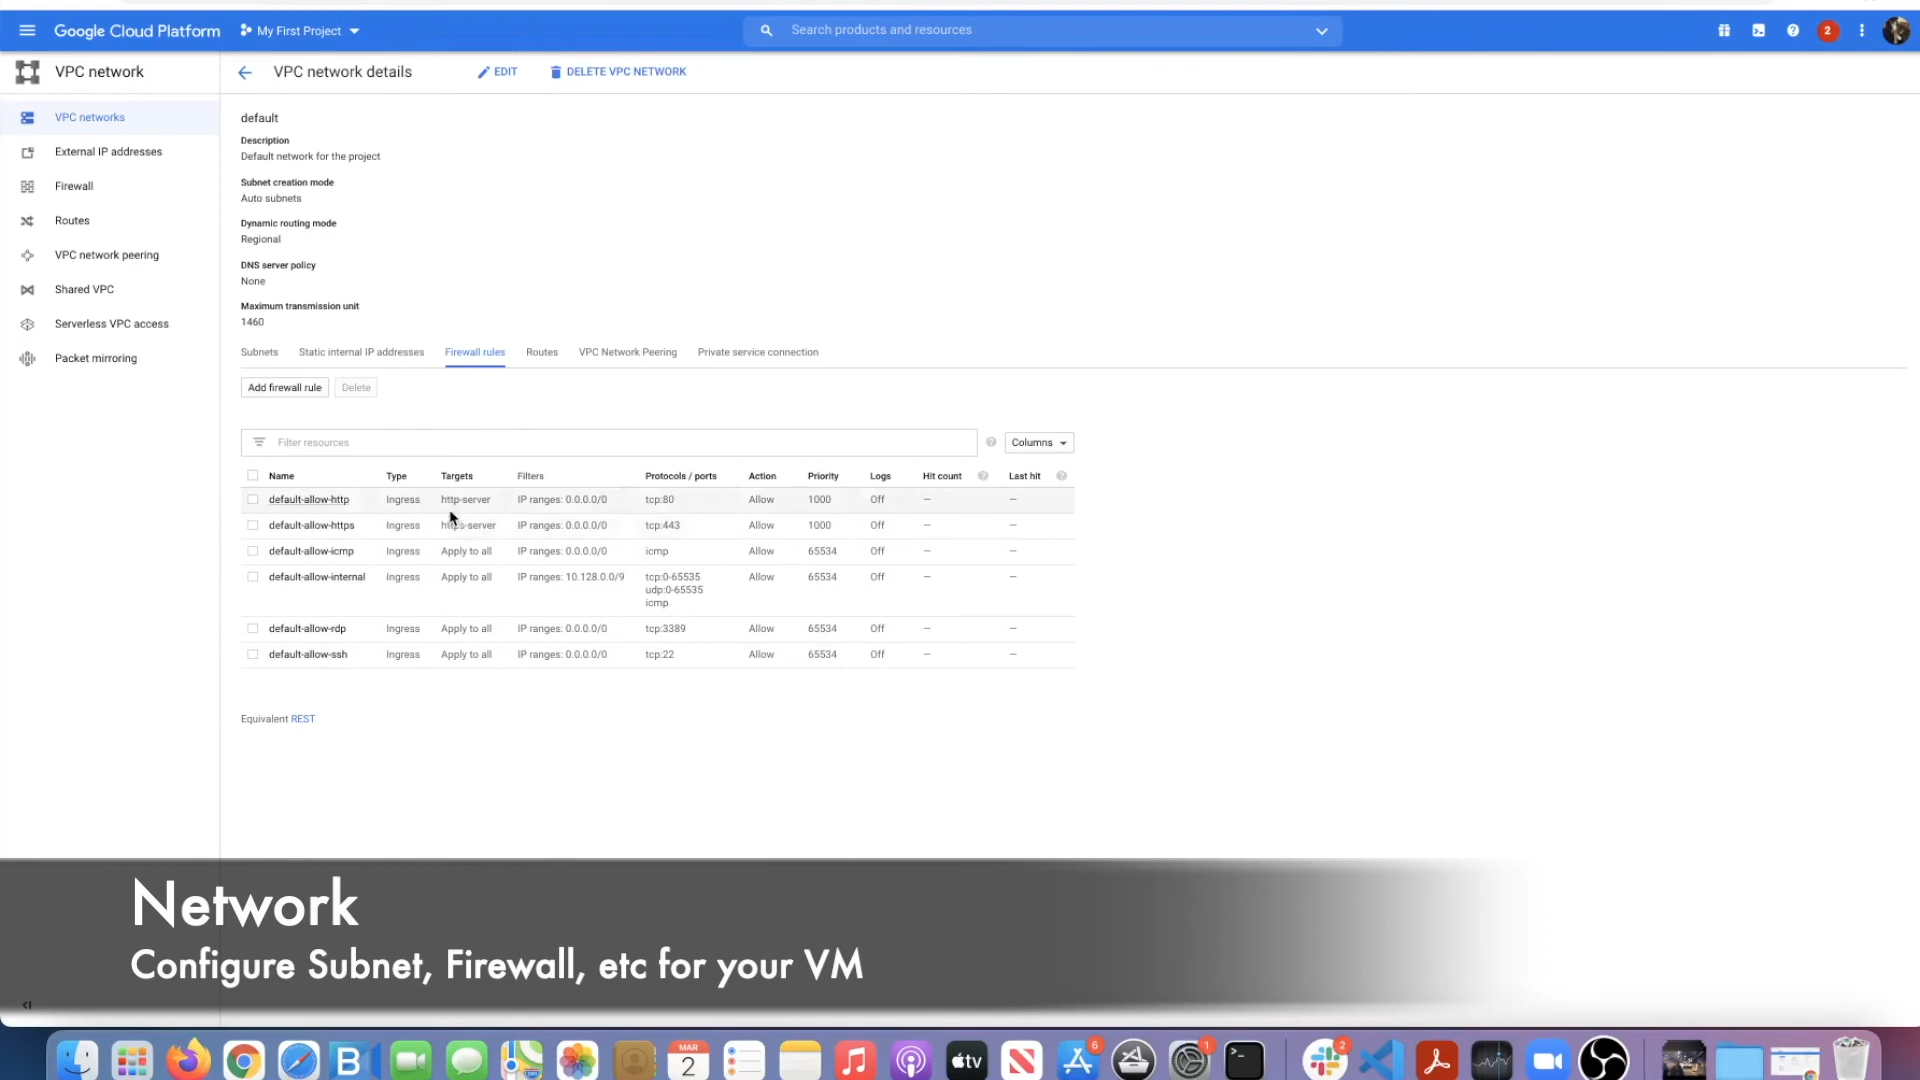 Google Cloud Platform My First Project Search products and resources 2
VPC network VPC network details EDIT DELETE VPC NETWORK
VPC networks
External IP addresses
Firewall
Routes
VPC network peering
Shared VPC
Serverless VPC access
Packet mirroring
default
Description
Default network for the project
Subnet creation mode
Auto subnets
Dynamic routing mode
Regional
DNS server policy
None
Maximum transmission unit
1460
Subnets Static internal IP addresses Firewall rules Routes VPC Network Peering Private service connection
Add firewall rule Delete
Filter resources Columns
Name Type Targets Filters Protocols / ports Action Priority Logs Hit count Last hit
default-allow-http Ingress http-server IP ranges: 0.0.0.0/0 tcp:80 Allow 1000 Off — —
default-allow-https Ingress https-server IP ranges: 0.0.0.0/0 tcp:443 Allow 1000 Off — —
default-allow-icmp Ingress Apply to all IP ranges: 0.0.0.0/0 icmp Allow 65534 Off — —
default-allow-internal Ingress Apply to all IP ranges: 10.128.0.0/9 tcp:0-65535 Allow 65534 Off — —
udp:0-65535
icmp
default-allow-rdp Ingress Apply to all IP ranges: 0.0.0.0/0 tcp:3389 Allow 65534 Off — —
default-allow-ssh Ingress Apply to all IP ranges: 0.0.0.0/0 tcp:22 Allow 65534 Off — —
Equivalent REST
Network
Configure Subnet, Firewall, etc for your VM
B MAR 2 tv 6 1 2